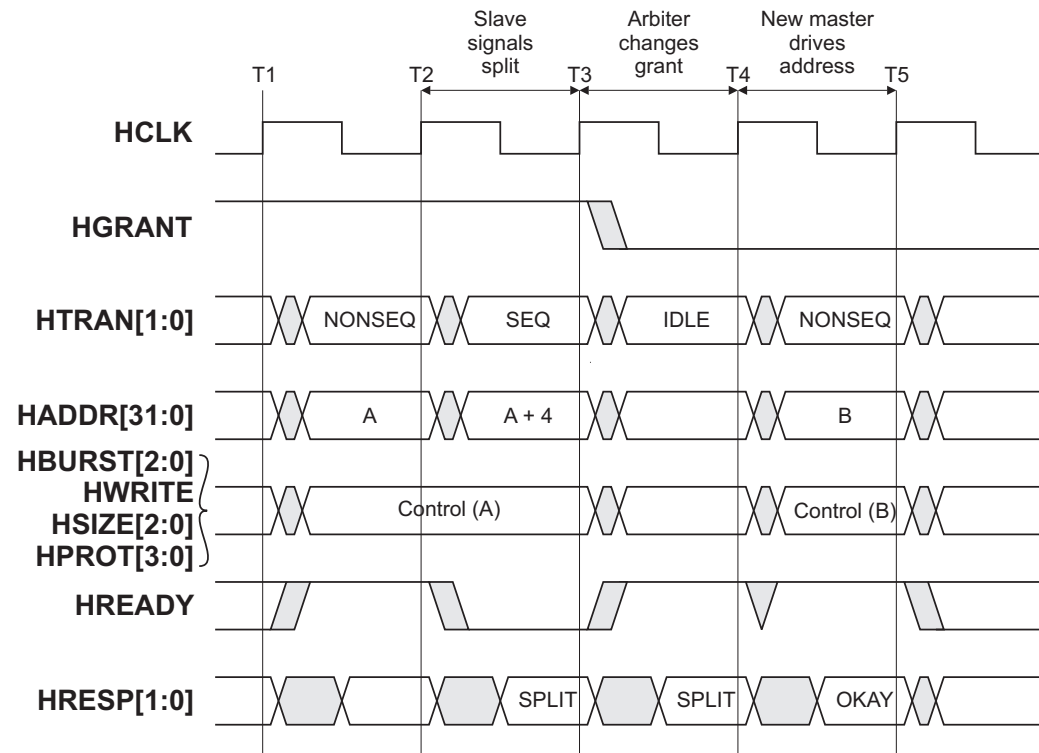 Slave
signals
split
Arbiter
changes
grant
New master
drives
address
T1
T2
T3
T4
T5
HCLK
HGRANT
HTRAN[1:0]
NONSEQ
SEQ
IDLE
NONSEQ
HADDR[31:0]
A
A + 4
B
HBURST[2:0]
HWRITE
HSIZE[2:0]
HPROT[3:0]
Control (A)
Control (B)
HREADY
HRESP[1:0]
SPLIT
SPLIT
OKAY